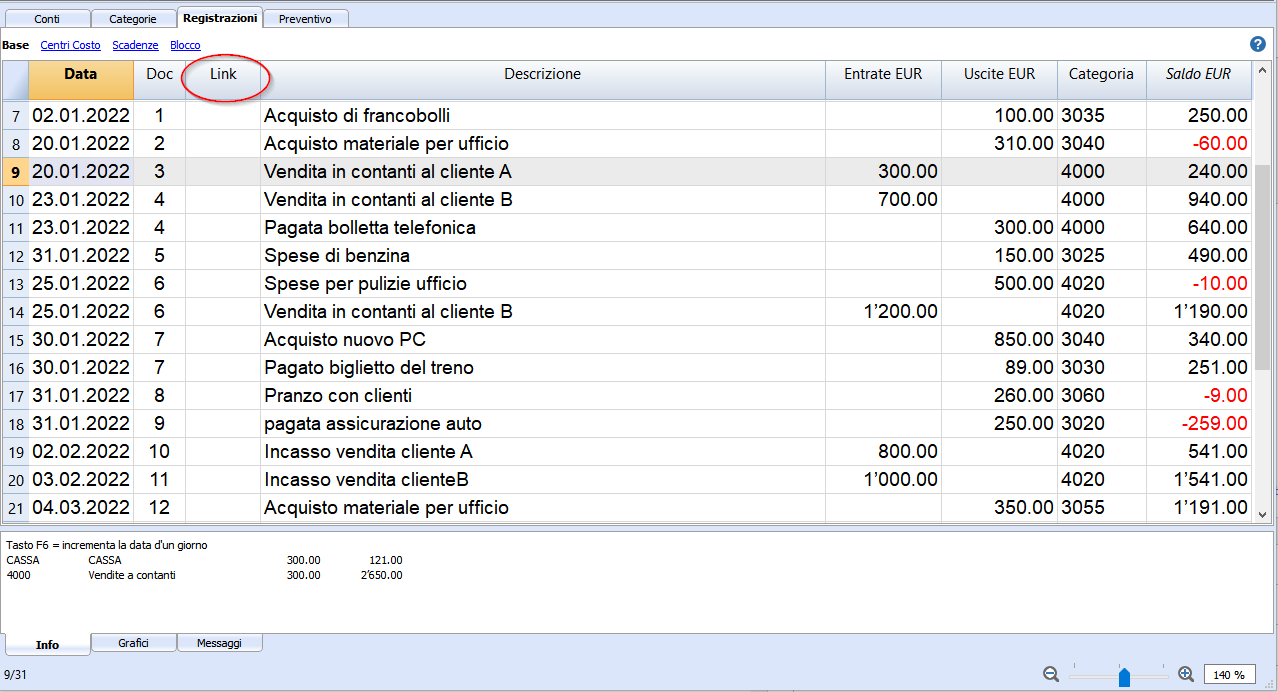 Conti Categorie Registrazioni Preventivo
Base Centri Costo Scadenze Blocco ?
Data Doc Link Descrizione Entrate EUR Uscite EUR Categoria Saldo EUR
7 02.01.2022 1 Acquisto di francobolli 100.00 3035 250.00
8 20.01.2022 2 Acquisto materiale per ufficio 310.00 3040 -60.00
9 20.01.2022 3 Vendita in contanti al cliente A 300.00 4000 240.00
10 23.01.2022 4 Vendita in contanti al cliente B 700.00 4000 940.00
11 23.01.2022 4 Pagata bolletta telefonica 300.00 4000 640.00
12 31.01.2022 5 Spese di benzina 150.00 3025 490.00
13 25.01.2022 6 Spese per pulizie ufficio 500.00 4020 -10.00
14 25.01.2022 6 Vendita in contanti al cliente B 1’200.00 4020 1’190.00
15 30.01.2022 7 Acquisto nuovo PC 850.00 3040 340.00
16 30.01.2022 7 Pagato biglietto del treno 89.00 3030 251.00
17 31.01.2022 8 Pranzo con clienti 260.00 3060 -9.00
18 31.01.2022 9 pagata assicurazione auto 250.00 3020 -259.00
19 02.02.2022 10 Incasso vendita cliente A 800.00 4020 541.00
20 03.02.2022 11 Incasso vendita clienteB 1’000.00 4020 1’541.00
21 04.03.2022 12 Acquisto materiale per ufficio 350.00 3055 1’191.00
Tasto F6 = incrementa la data d'un giorno
CASSA CASSA 300.00 121.00
4000 Vendite a contanti 300.00 2’650.00
Info Grafici Messaggi
9/31 140 %